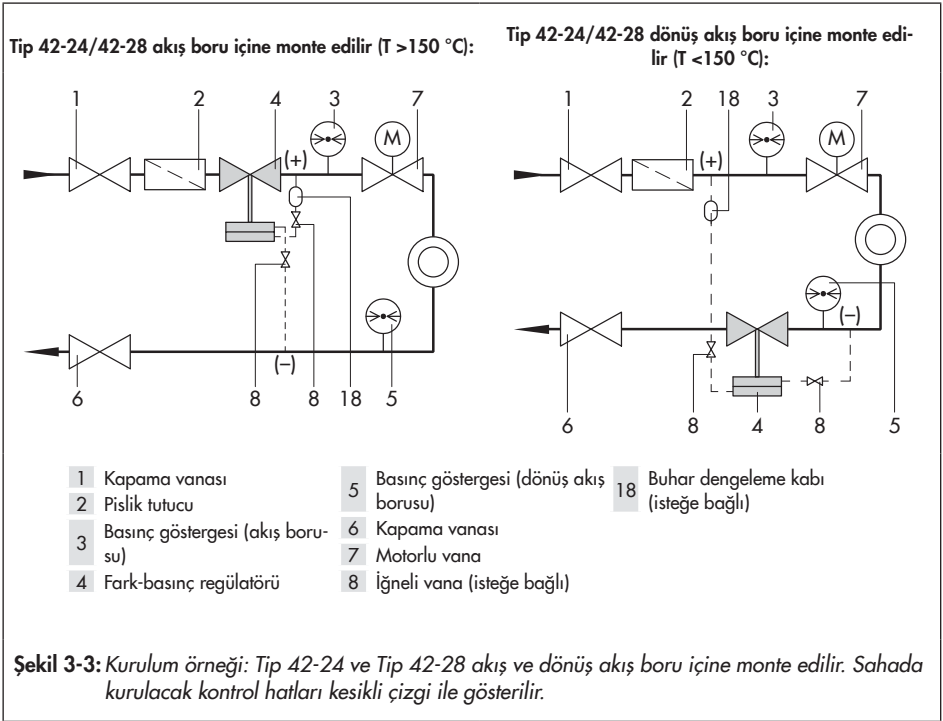 Tip 42-24/42-28 akış boru içine monte edilir (T >150 °C):
1 2 4 3 7
M
(+)
(–)
6 8 8 18 5
Tip 42-24/42-28 dönüş akış boru içine monte edi-
lir (T <150 °C):
1 2 18 3 7
M
(+)
(–)
6 8 4 8 5
1 Kapama vanası
2 Pislik tutucu
3 Basınç göstergesi (akış boru-
su)
4 Fark-basınç regülatörü
5 Basınç göstergesi (dönüş akış
borusu)
6 Kapama vanası
7 Motorlu vana
8 İğneli vana (isteğe bağlı)
18 Buhar dengeleme kabı
(isteğe bağlı)
Şekil 3-3: Kurulum örneği: Tip 42-24 ve Tip 42-28 akış ve dönüş akış boru içine monte edilir. Sahada
kurulacak kontrol hatları kesikli çizgi ile gösterilir.